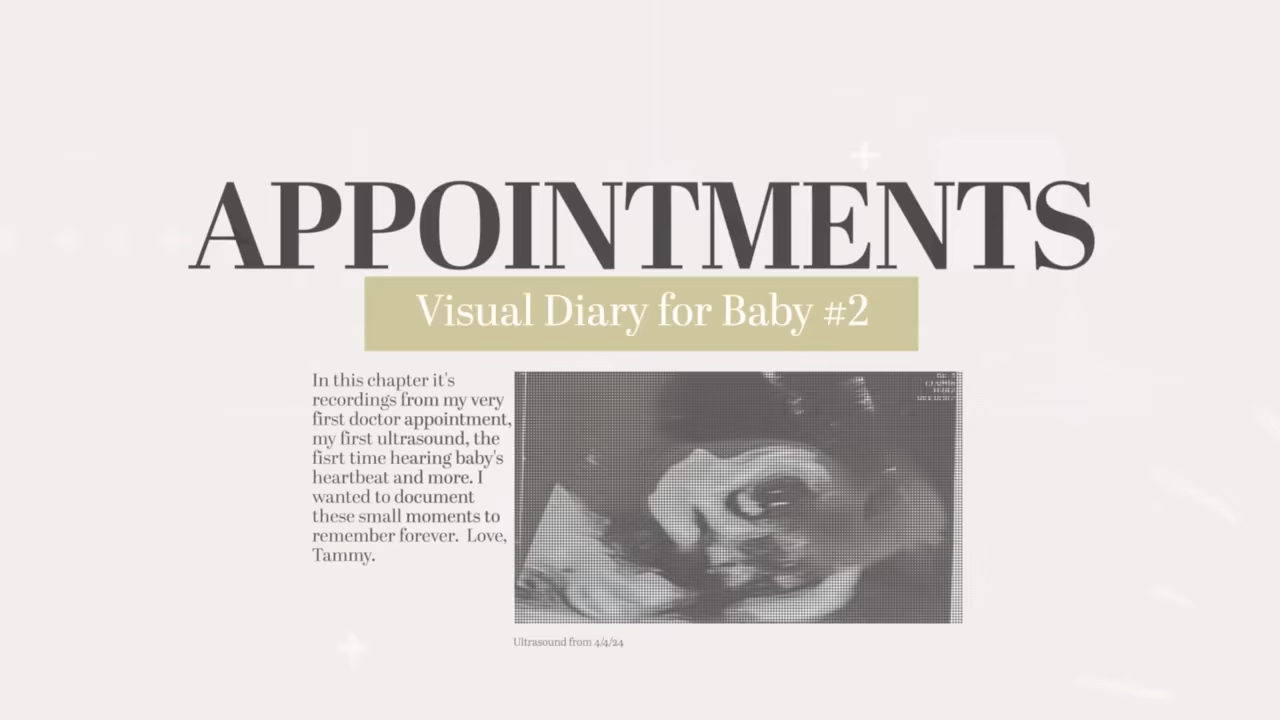 APPOINTMENTS
Visual Diary for Baby #2
In this chapter it's
recordings from my very
first doctor appointment,
my first ultrasound, the
fisrt time hearing baby's
heartbeat and more. I
wanted to document
these small moments to
remember forever.  Love,
Tammy.
Ultrasound from 4/4/24